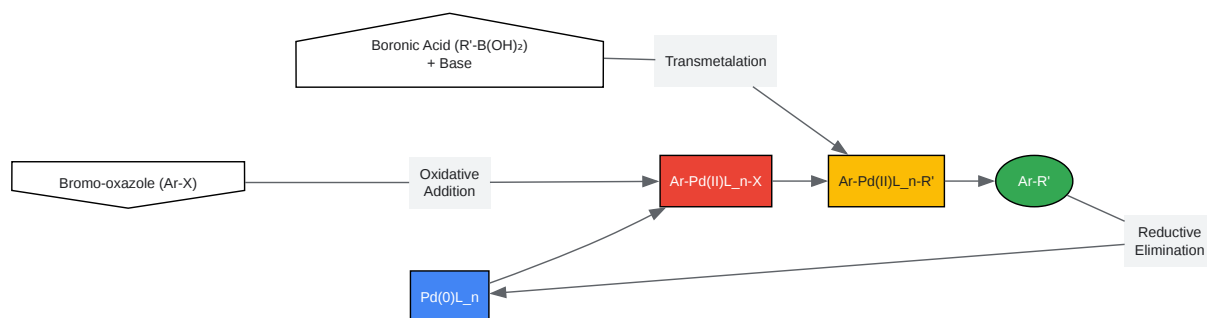 Boronic Acid (R'-B(OH)₂)
+ Base
Transmetalation
Bromo-oxazole (Ar-X)
Oxidative
Addition
Ar-Pd(II)L_n-X
Ar-Pd(II)L_n-R'
Ar-R'
Reductive
Elimination
Pd(0)L_n